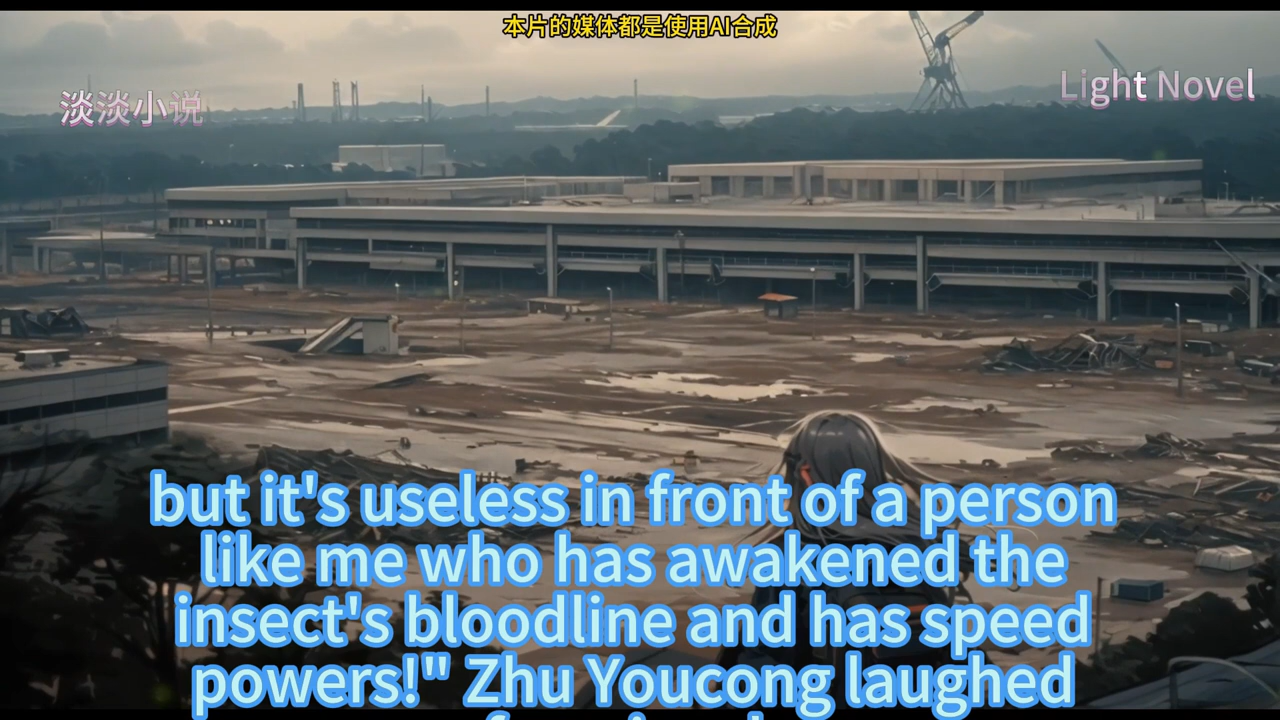 本片的媒体都是使用AI合成
淡淡小说
Light Novel
but it's useless in front of a person
like me who has awakened the
insect's bloodline and has speed
powers!" Zhu Youcong laughed